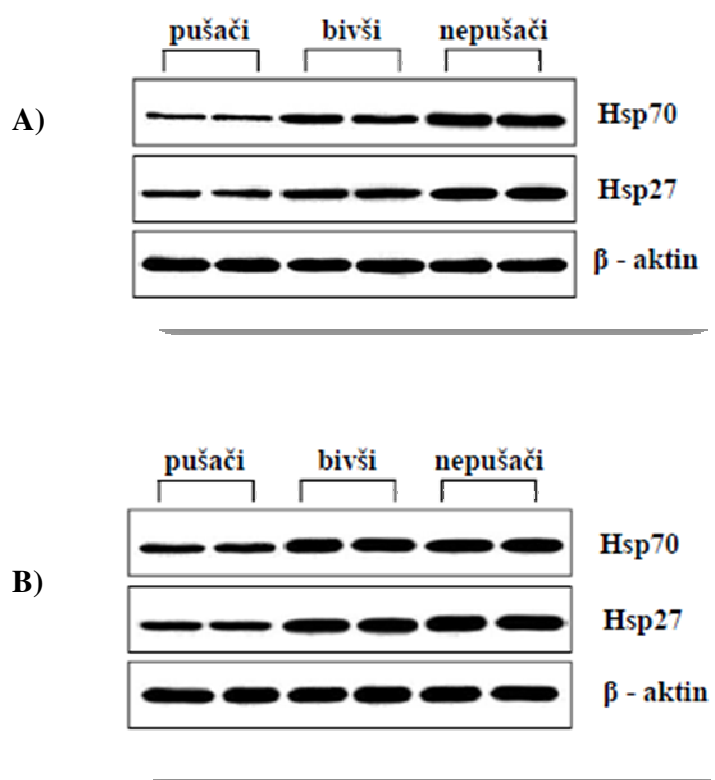 pušači bivši nepušači
A)
Hsp70
Hsp27
β - aktin
pušači bivši nepušači
B)
Hsp70
Hsp27
β - aktin